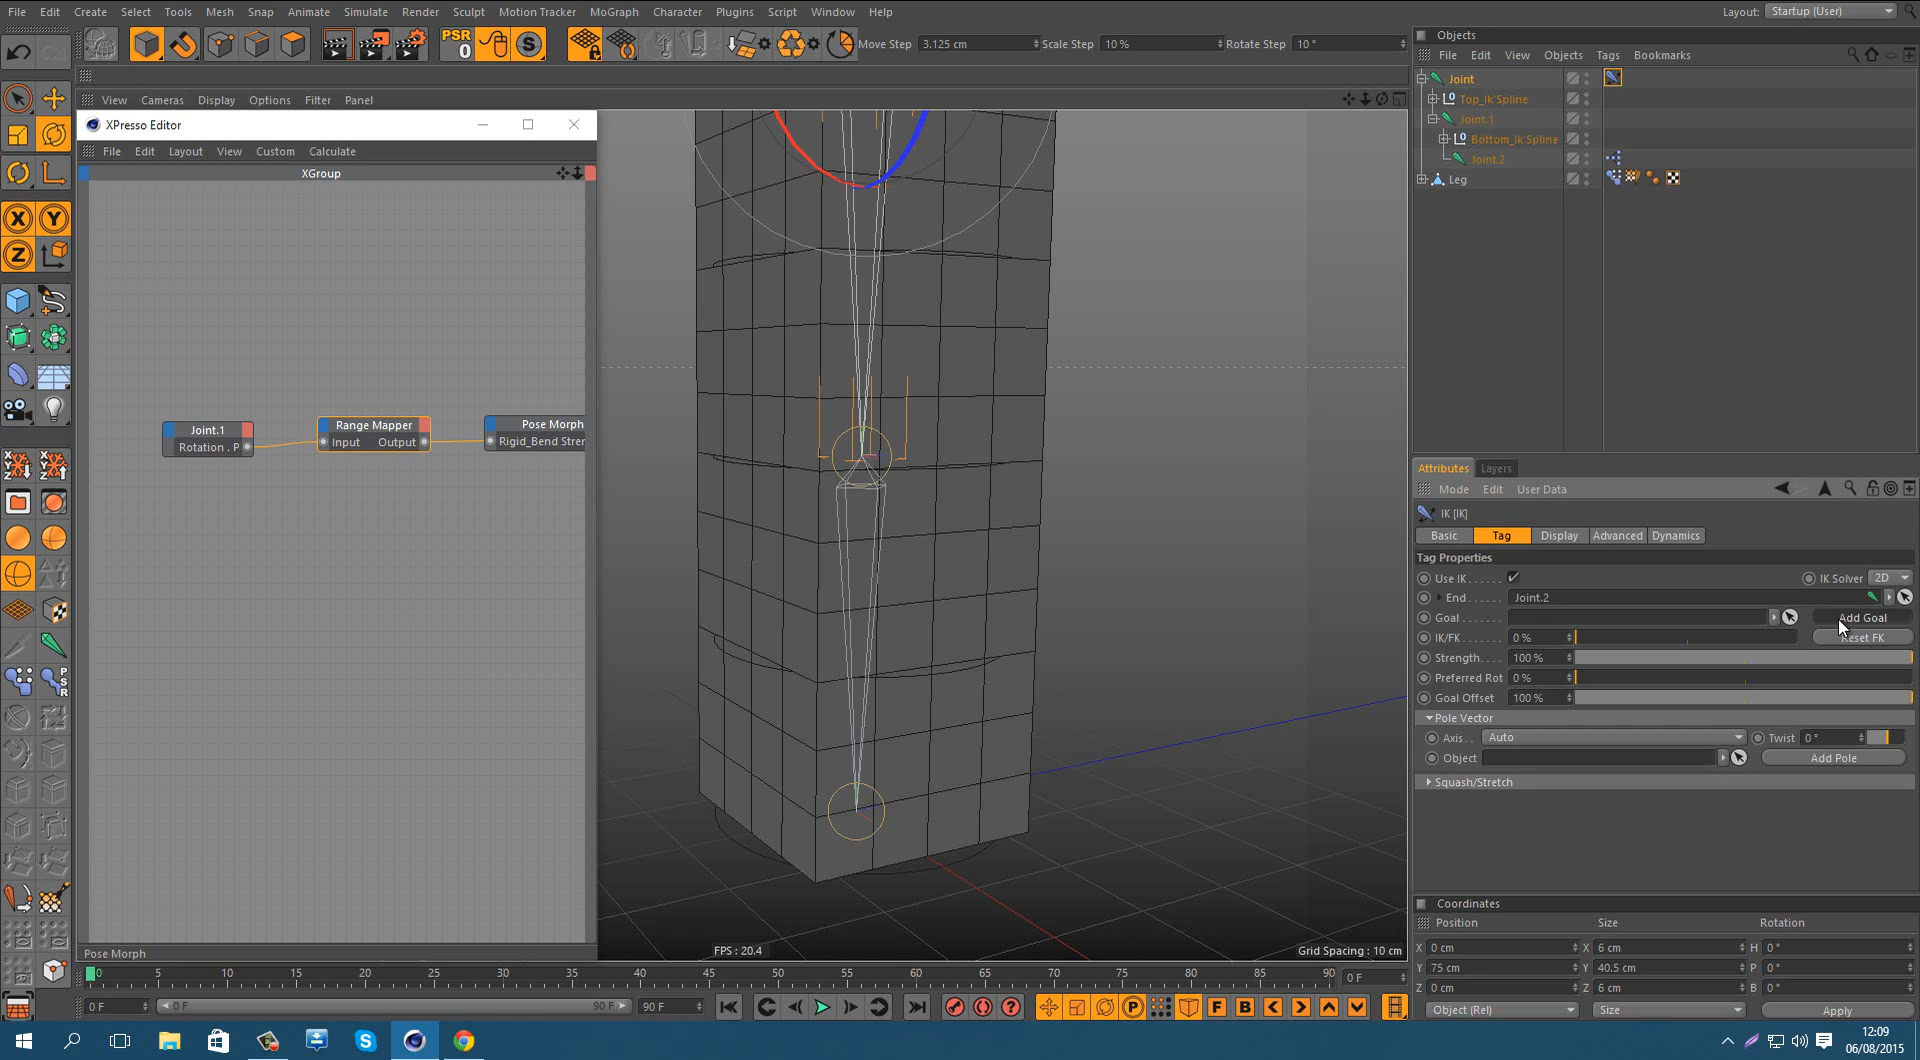 File Edit Create Select Tools Mesh Snap Animate Simulate Render Sculpt Motion Tracker MoGraph Character Plugins Script Window Help
Layout: Startup (User)
PSR
0
S
Move Step 3.125 cm Scale Step 10 % Rotate Step 10 °
View Cameras Display Options Filter Panel
XPresso Editor
File Edit Layout View Custom Calculate
XGroup
Joint.1
Rotation . P
Range Mapper
Input Output
Pose Morph
Rigid_Bend Stren
Pose Morph
FPS : 20.4
Grid Spacing : 10 cm
X Y
Z
Objects
File Edit View Objects Tags Bookmarks
Joint
Top_Ik Spline
Joint.1
Bottom_Ik Spline
Joint.2
Leg
Attributes Layers
Mode Edit User Data
IK [IK]
Basic Tag Display Advanced Dynamics
Tag Properties
Use IK IK Solver 2D
End Joint.2
Goal Add Goal
IK/FK 0 % Reset FK
Strength 100 %
Preferred Rot 0 %
Goal Offset 100 %
Pole Vector
Axis Auto Twist 0 °
Object Add Pole
Squash/Stretch
Coordinates
Position Size Rotation
X 0 cm X 6 cm H 0 °
Y 75 cm Y 40.5 cm P 0 °
Z 0 cm Z 6 cm B 0 °
Object (Rel) Size Apply
0 5 10 15 20 25 30 35 40 45 50 55 60 65 70 75 80 85 90 0 F
0 F 0 F 90 F 90 F
P F B
12:09
06/08/2015